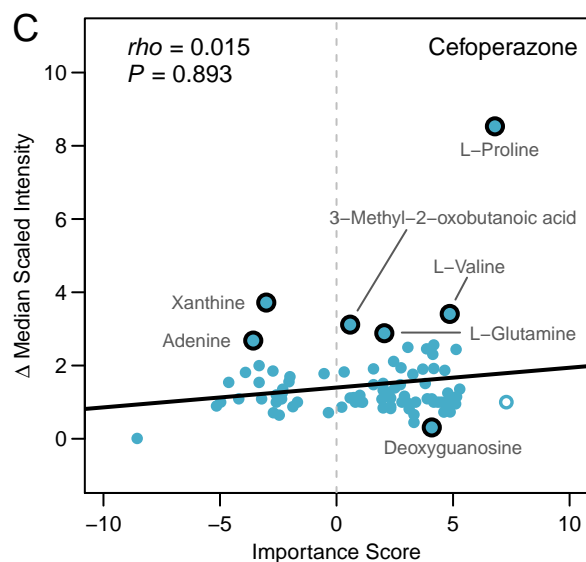 C
rho = 0.015
P = 0.893
Cefoperazone
L−Proline
3−Methyl−2−oxobutanoic acid
L−Valine
Xanthine
Adenine
L−Glutamine
Deoxyguanosine
Δ Median Scaled Intensity
10
8
6
4
2
0
−10 −5 0 5 10
Importance Score